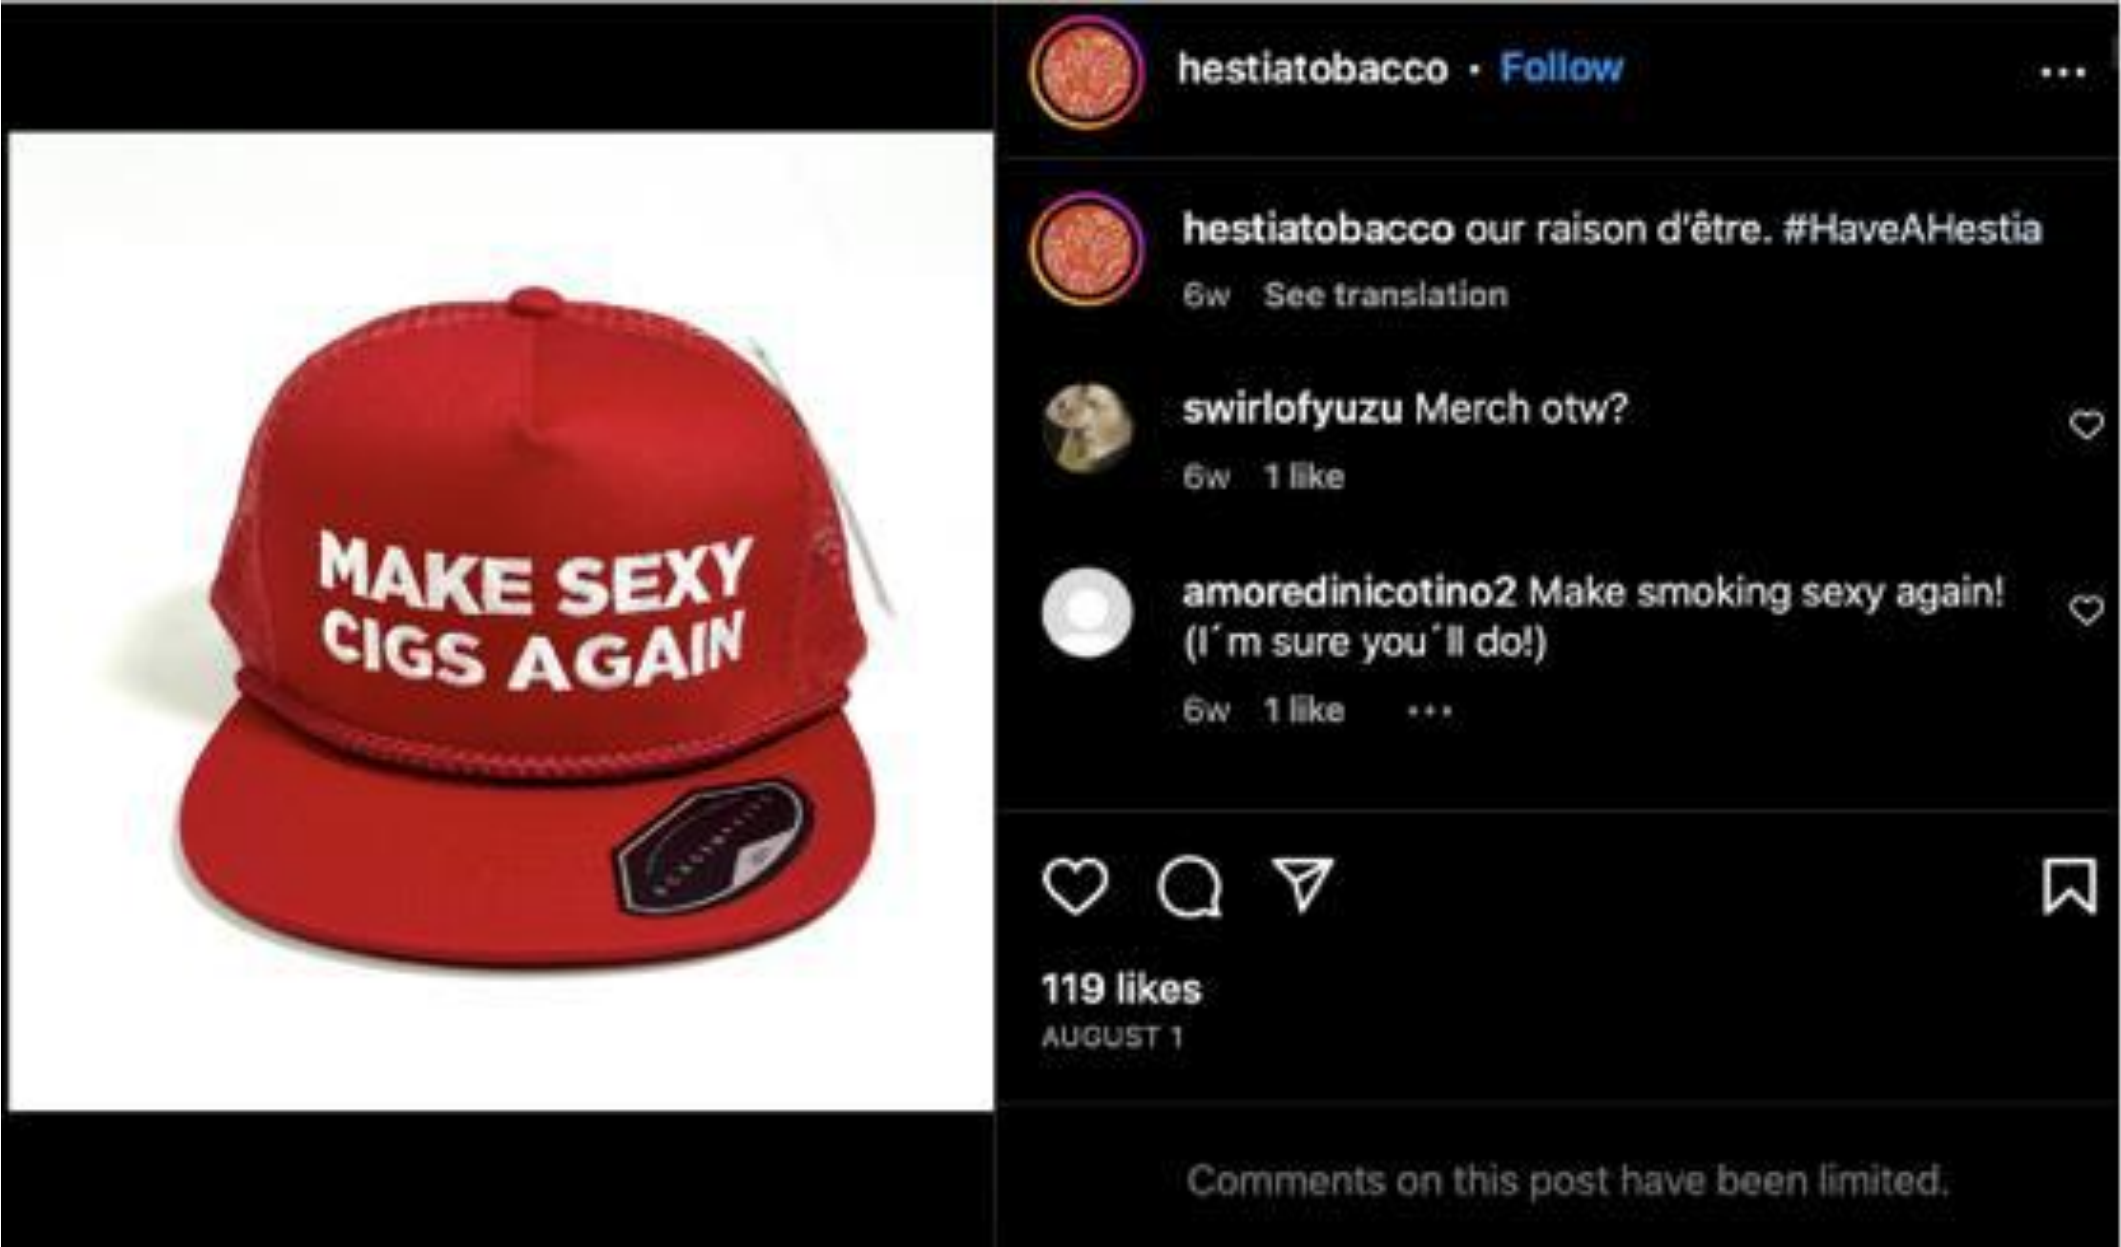 MAKE SEXY
CIGS AGAIN
hestiatobacco • Follow
hestiatobacco our raison d'être. #HaveAHestia
6w See translation
swirlofyuzu Merch otw?
6w 1 like
amoredinicotino2 Make smoking sexy again!
(I´m sure you´ll do!)
6w 1 like
119 likes
AUGUST 1
Comments on this post have been limited.